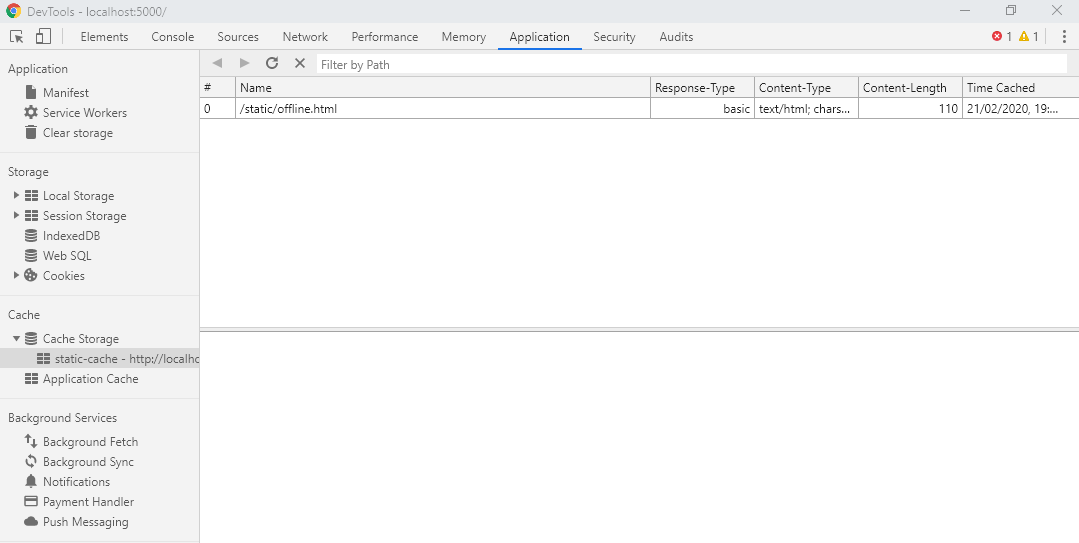 DevTools - localhost:5000/
Elements Console Sources Network Performance Memory Application Security Audits 1 1
Application
Manifest
Service Workers
Clear storage
Storage
Local Storage
Session Storage
IndexedDB
Web SQL
Cookies
Cache
Cache Storage
static-cache - http://localho
Application Cache
Background Services
Background Fetch
Background Sync
Notifications
Payment Handler
Push Messaging
Filter by Path
# Name Response-Type Content-Type Content-Length Time Cached
0 /static/offline.html basic text/html; chars... 110 21/02/2020, 19:...